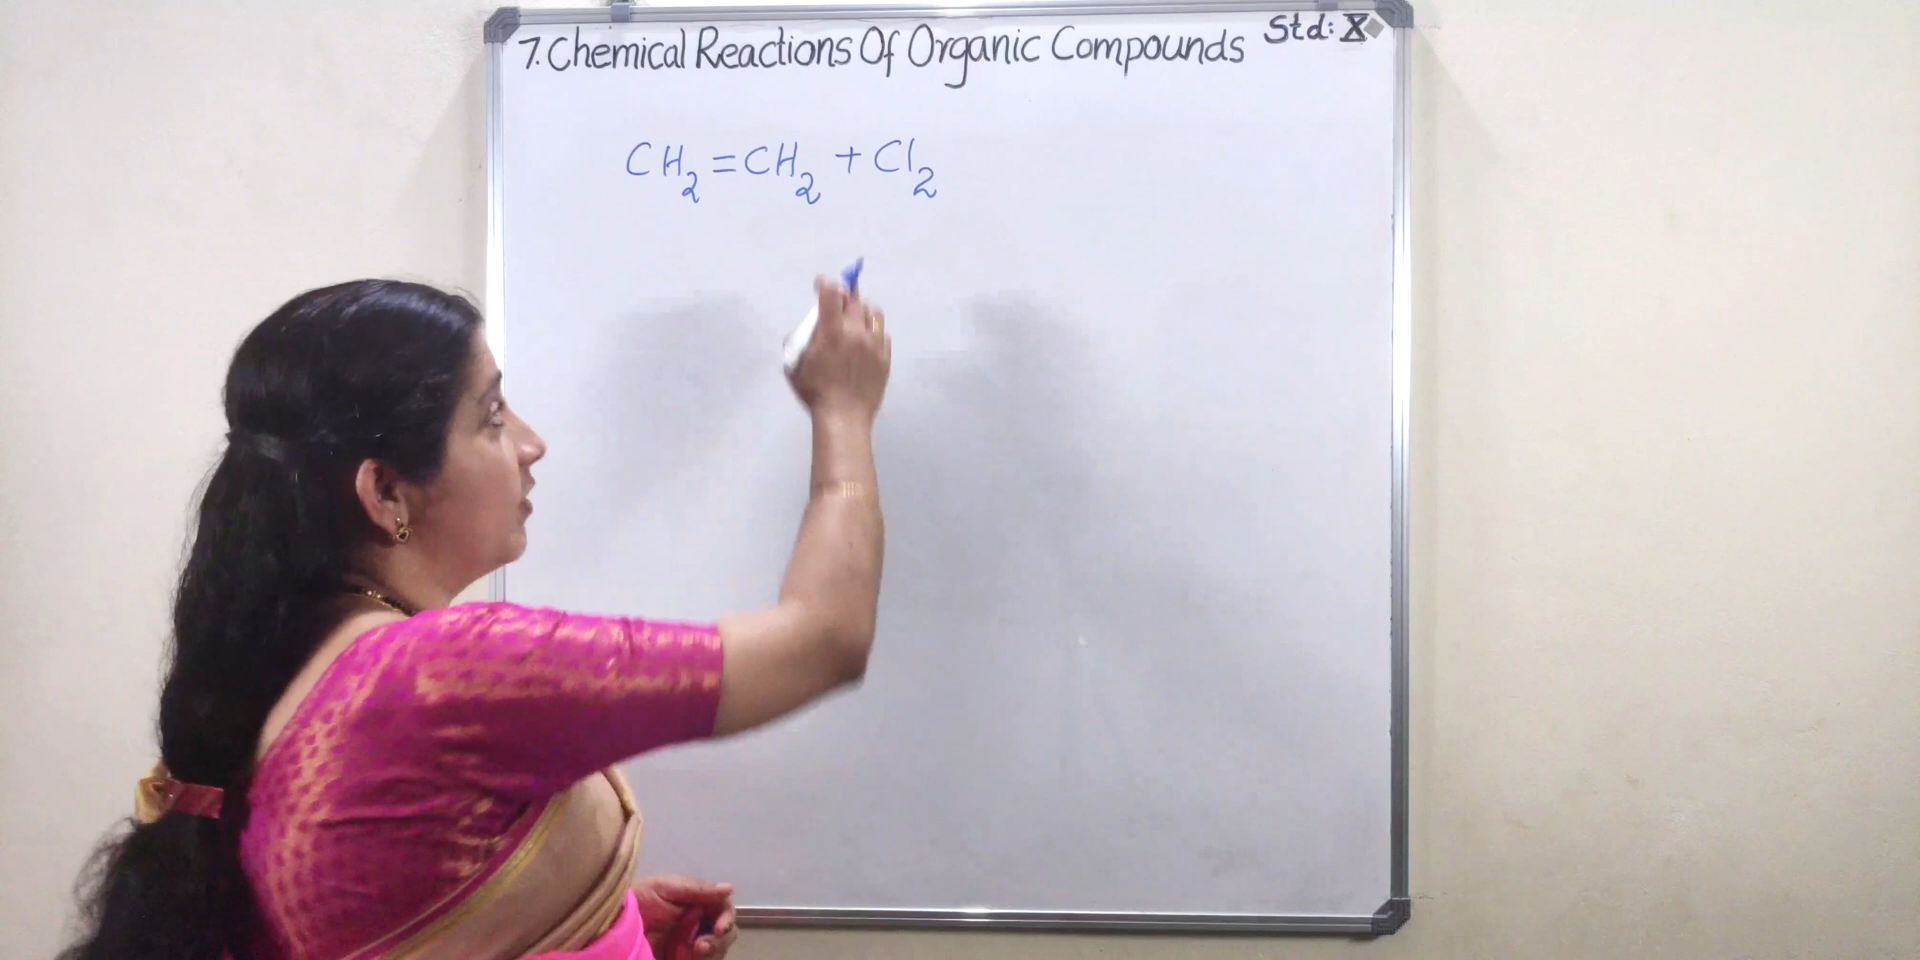 7. Chemical Reactions Of Organic Compounds Std: X
CH₂=CH₂ + Cl₂